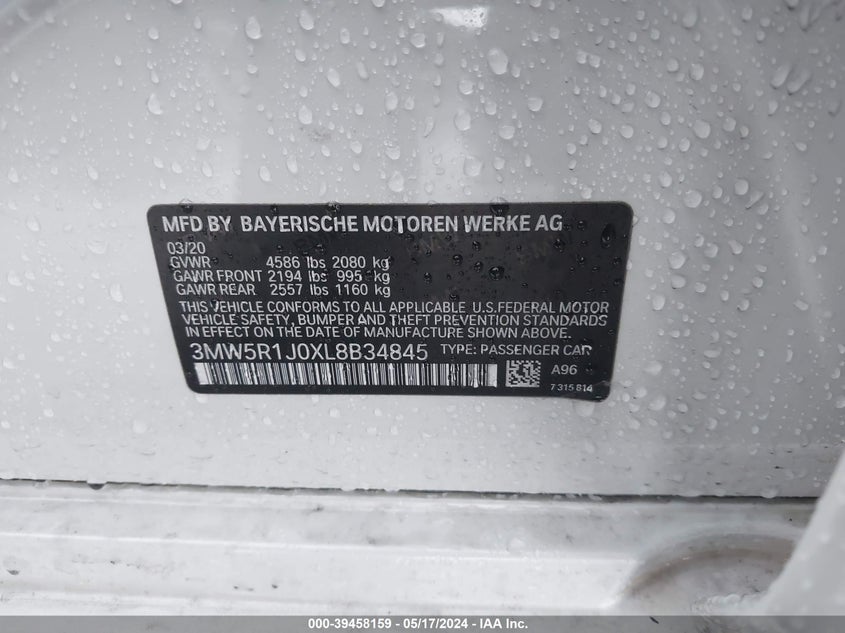 MFD BY BAYERISCHE MOTOREN WERKE AG
03/20
GVWR 4586 lbs 2080 kg
GAWR FRONT 2194 lbs 995 kg
GAWR REAR 2557 lbs 1160 kg
THIS VEHICLE CONFORMS TO ALL APPLICABLE U.S.FEDERAL MOTOR
VEHICLE SAFETY, BUMPER AND THEFT PREVENTION STANDARDS
IN EFFECT ON THE DATE OF MANUFACTURE SHOWN ABOVE.
3MW5R1J0XL8B34845 TYPE: PASSENGER CAR
A96
7 315 814
000-39458159 — 05/17/2024 — IAA Inc.